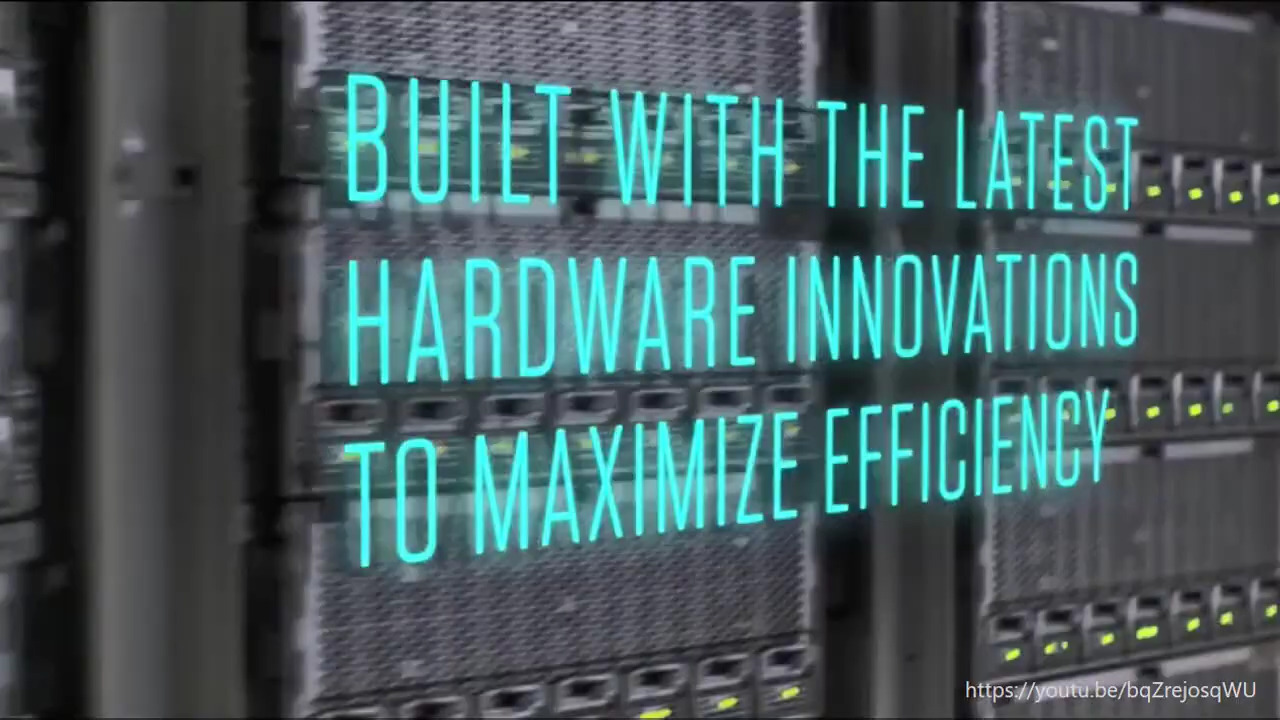 BUILT WITH THE LATEST
HARDWARE INNOVATIONS
TO MAXIMIZE EFFICIENCY
https://youtu.be/bqZrejosqWU